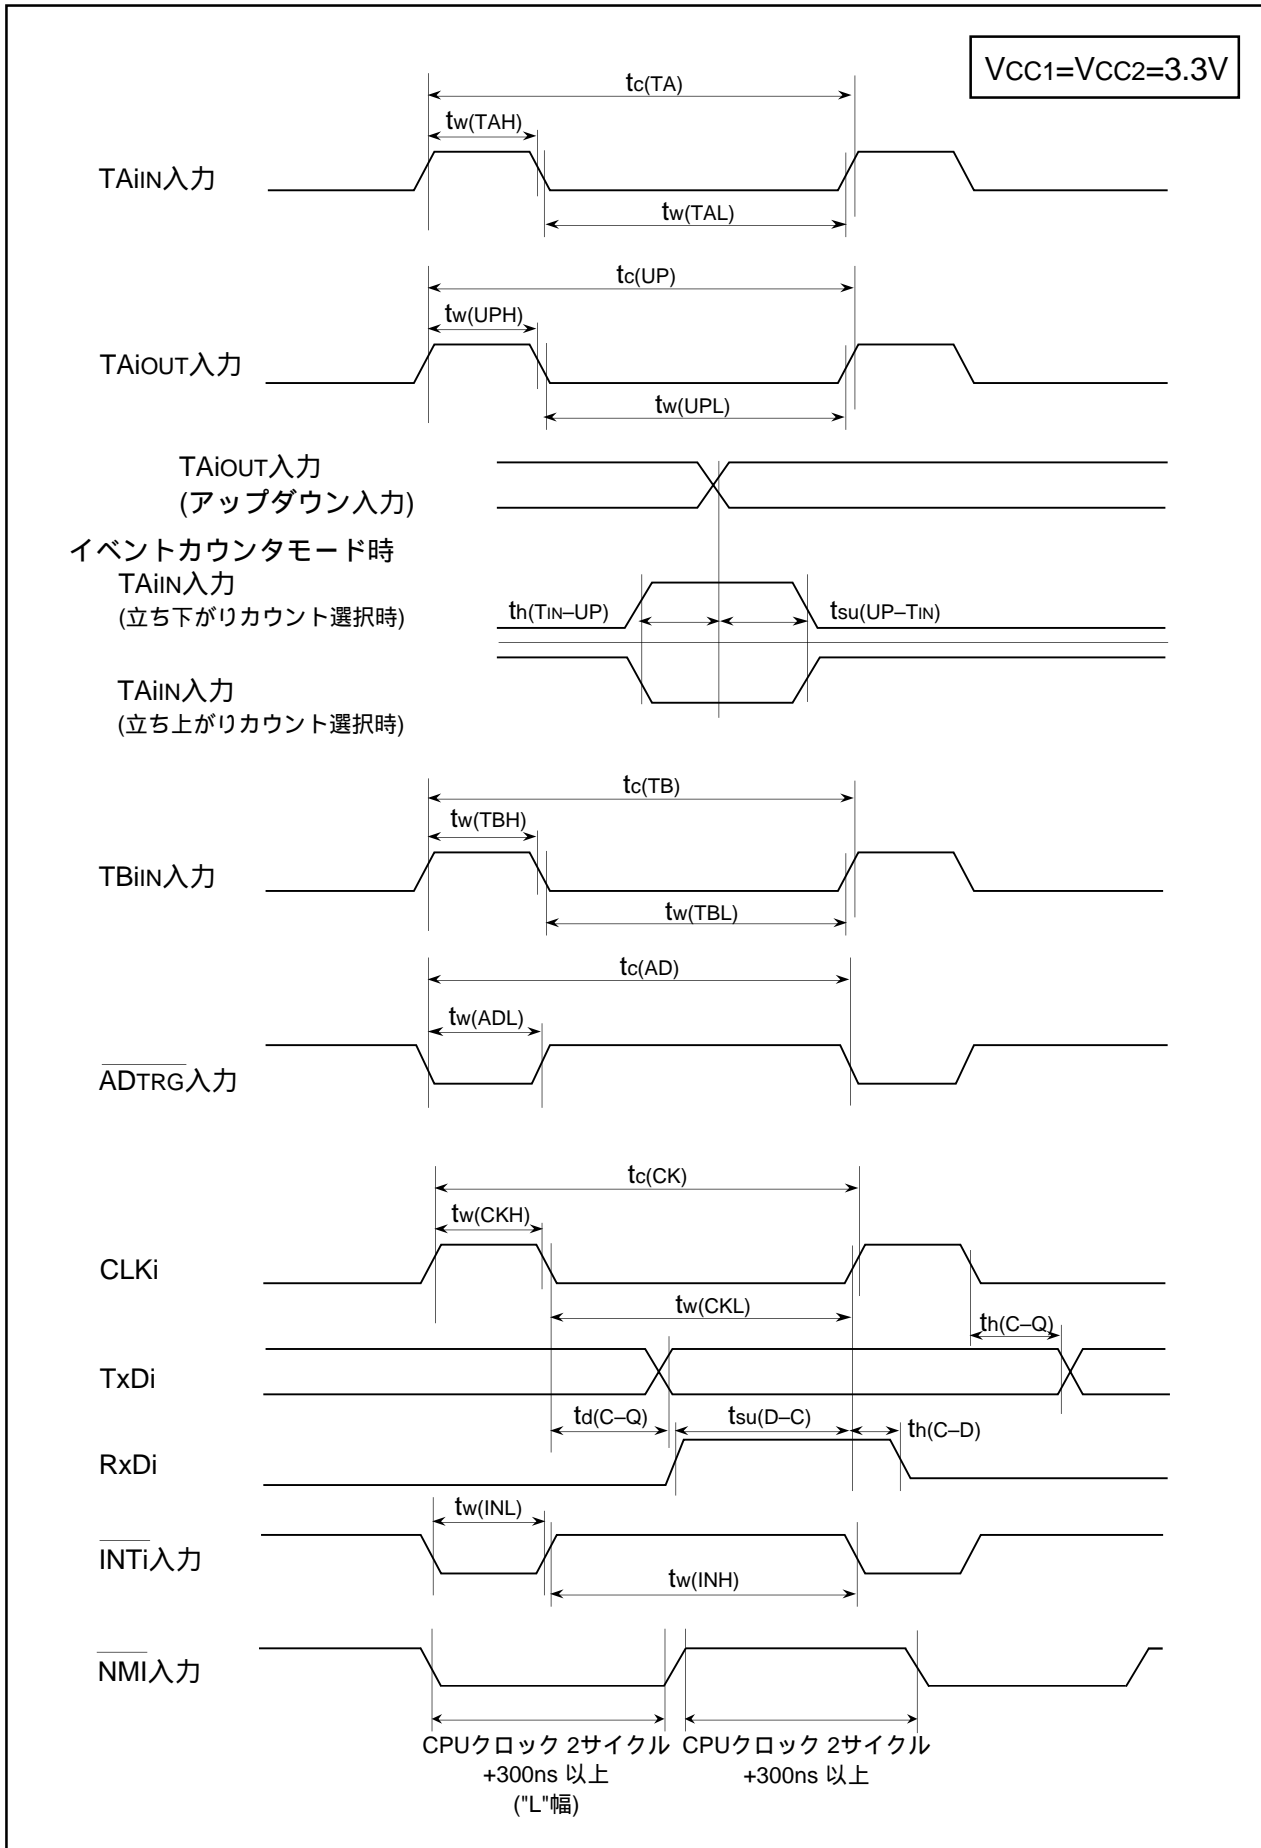 VCC1=VCC2=3.3V
tc(TA)
tw(TAH)
TAiIN入力
tw(TAL)
tc(UP)
tw(UPH)
TAiOUT入力
tw(UPL)
TAiOUT入力
(アップダウン入力)
イベントカウンタモード時
TAiIN入力
(立ち下がりカウント選択時)
th(TIN–UP)
tsu(UP–TIN)
TAiIN入力
(立ち上がりカウント選択時)
tc(TB)
tw(TBH)
TBiIN入力
tw(TBL)
tc(AD)
tw(ADL)
ADTRG入力
tc(CK)
tw(CKH)
CLKi
tw(CKL)
th(C–Q)
TxDi
td(C–Q)
tsu(D–C)
th(C–D)
RxDi
tw(INL)
INTi入力
tw(INH)
NMI入力
CPUクロック 2サイクル
+300ns 以上
("L"幅)
CPUクロック 2サイクル
+300ns 以上